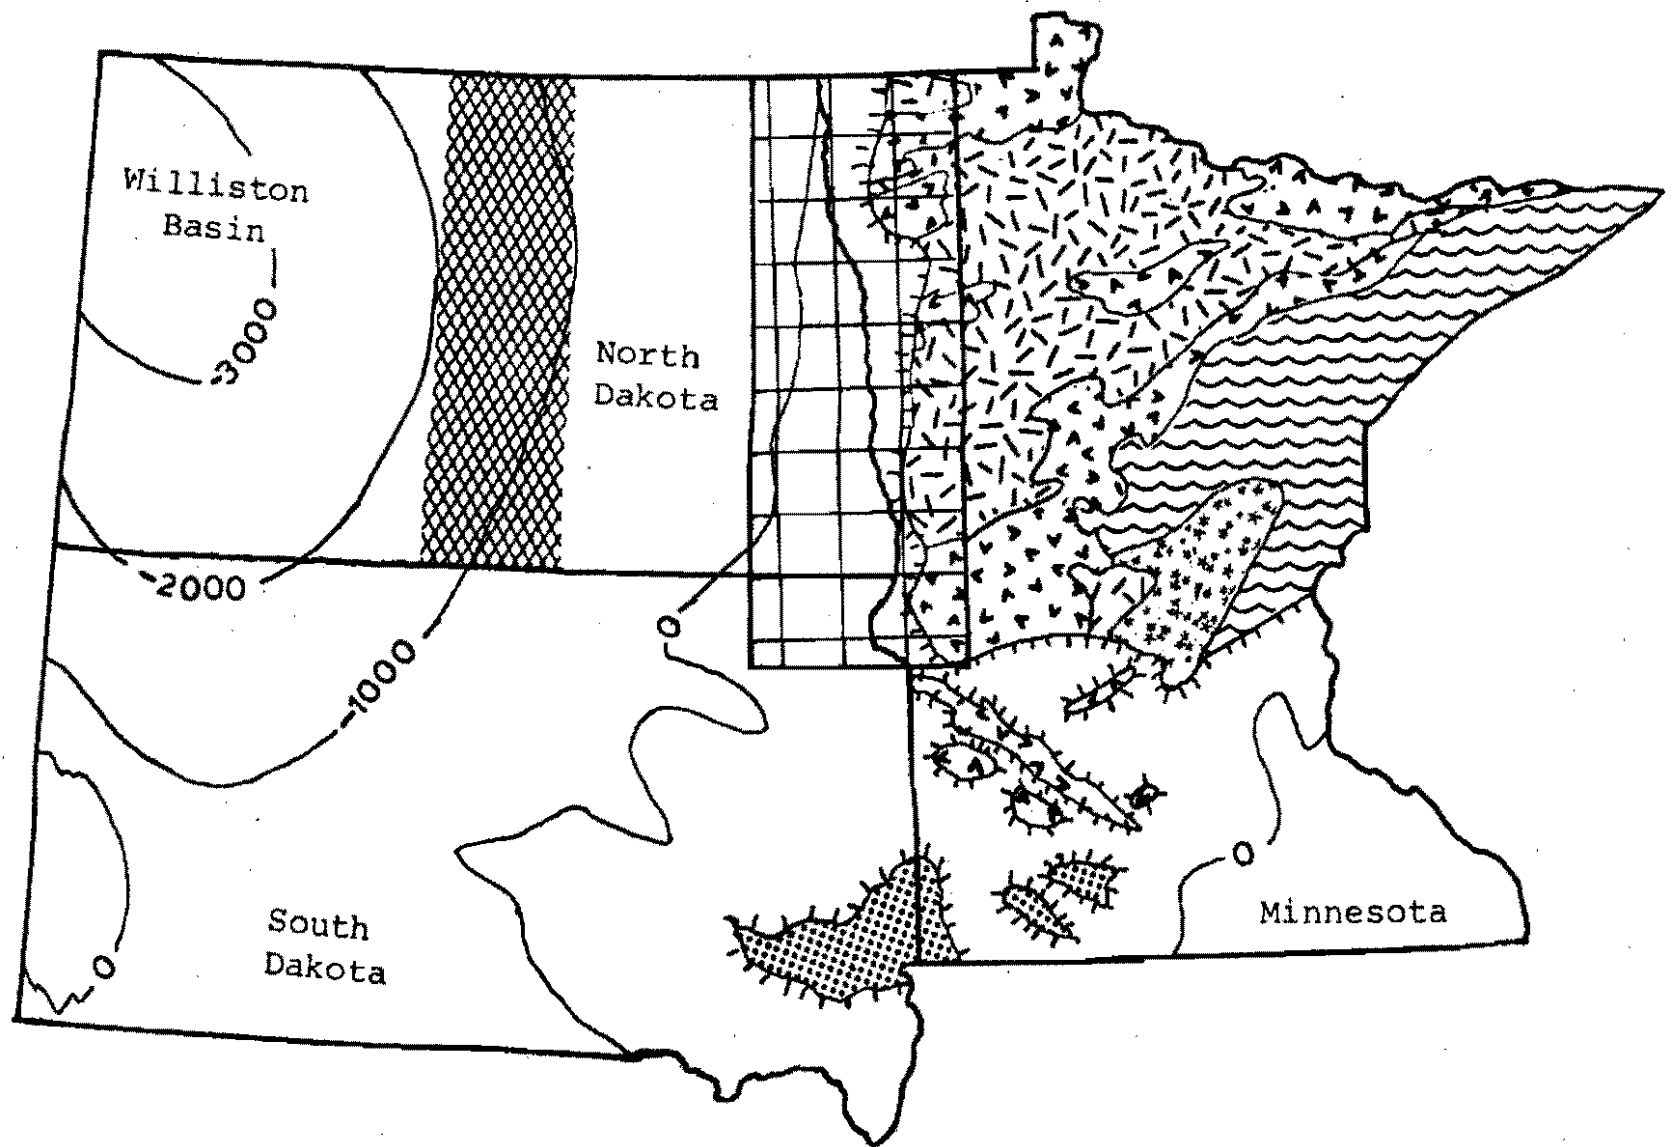 Williston
Basin
-3000
North
Dakota
-2000
0
-1000
0
Minnesota
South
Dakota
0